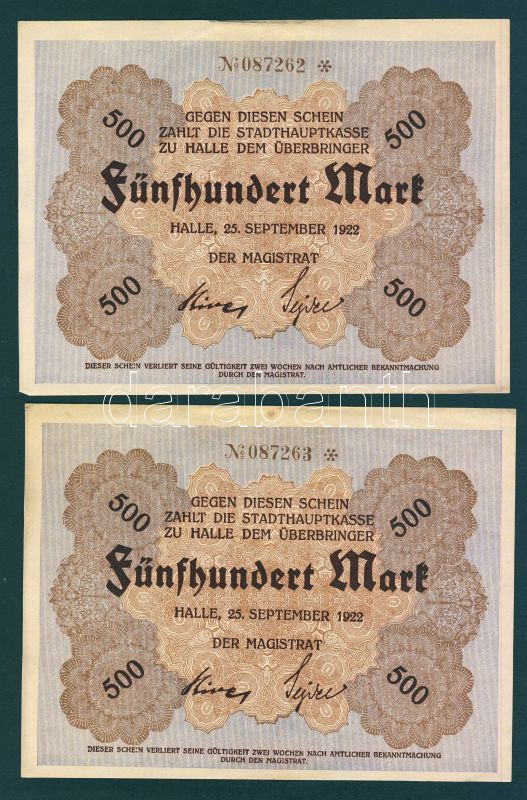 №087262 *
500 500
GEGEN DIESEN SCHEIN
ZAHLT DIE STADTHAUPTKASSE
ZU HALLE DEM ÜBERBRINGER
Fünfhundert Mark
HALLE, 25. SEPTEMBER 1922
DER MAGISTRAT
500 500
DIESER SCHEIN VERLIERT SEINE GÜLTIGKEIT ZWEI WOCHEN NACH AMTLICHER BEKANNTMACHUNG
DURCH DEN MAGISTRAT.
darabanth
№087263 *
500 500
GEGEN DIESEN SCHEIN
ZAHLT DIE STADTHAUPTKASSE
ZU HALLE DEM ÜBERBRINGER
Fünfhundert Mark
HALLE, 25. SEPTEMBER 1922
DER MAGISTRAT
500 500
DIESER SCHEIN VERLIERT SEINE GÜLTIGKEIT ZWEI WOCHEN NACH AMTLICHER BEKANNTMACHUNG
DURCH DEN MAGISTRAT.